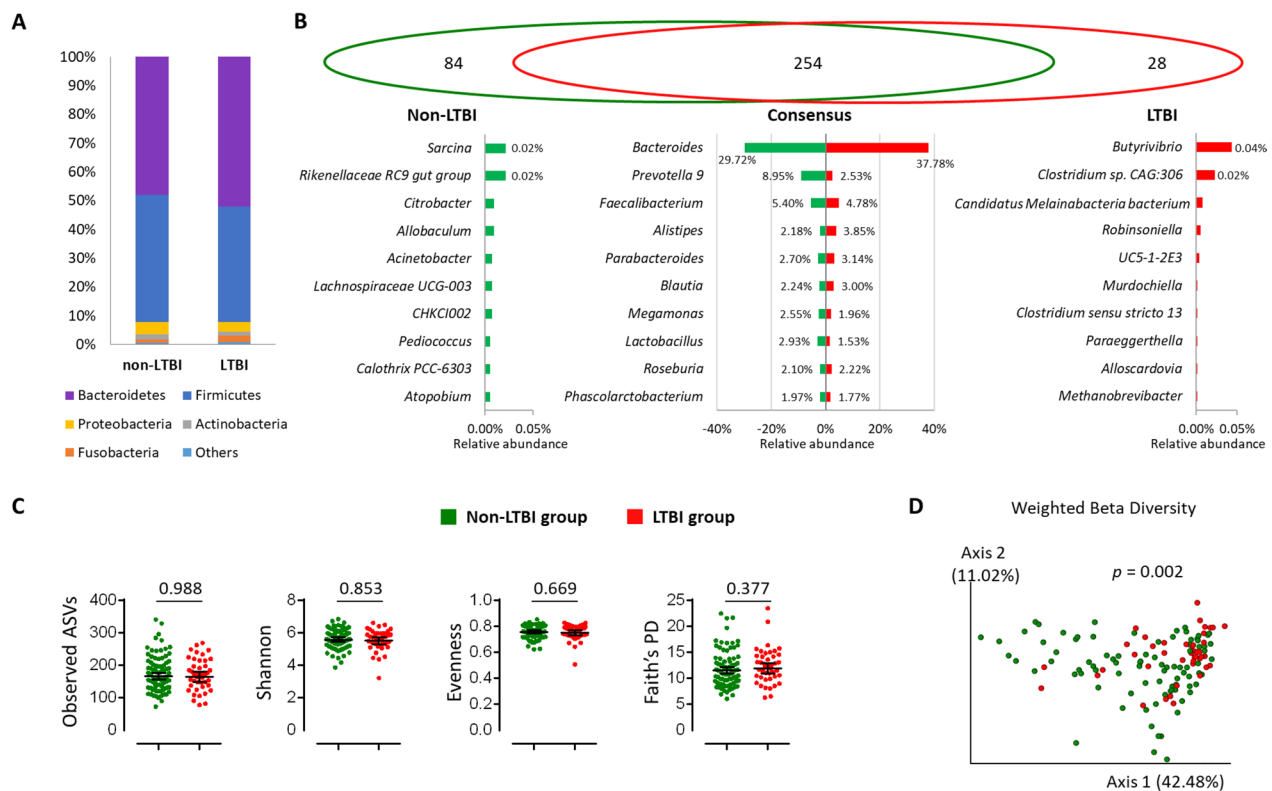 A
100%
90%
80%
70%
60%
50%
40%
30%
20%
10%
0%
non-LTBI LTBI
Bacteroidetes Firmicutes
Proteobacteria Actinobacteria
Fusobacteria Others
B
84 254 28
Non-LTBI
Sarcina 0.02%
Rikenellaceae RC9 gut group 0.02%
Citrobacter
Allobaculum
Acinetobacter
Lachnospiraceae UCG-003
CHKCI002
Pediococcus
Calothrix PCC-6303
Atopobium
0.00% 0.05%
Relative abundance
Consensus
Bacteroides 29.72% 37.78%
Prevotella 9 8.95% 2.53%
Faecalibacterium 5.40% 4.78%
Alistipes 2.18% 3.85%
Parabacteroides 2.70% 3.14%
Blautia 2.24% 3.00%
Megamonas 2.55% 1.96%
Lactobacillus 2.93% 1.53%
Roseburia 2.10% 2.22%
Phascolarctobacterium 1.97% 1.77%
-40% -20% 0% 20% 40%
Relative abundance
LTBI
Butyrivibrio 0.04%
Clostridium sp. CAG:306 0.02%
Candidatus Melainabacteria bacterium
Robinsoniella
UC5-1-2E3
Murdochiella
Clostridium sensu stricto 13
Paraeggerthella
Alloscardovia
Methanobrevibacter
0.00% 0.05%
Relative abundance
C
Non-LTBI group LTBI group
Observed ASVs
0.988
400
300
200
100
0
Shannon
0.853
8
6
4
2
0
Evenness
0.669
1.0
0.8
0.6
0.4
0.2
0.0
Faith's PD
0.377
25
20
15
10
5
0
D
Weighted Beta Diversity
Axis 2
(11.02%)
p = 0.002
Axis 1 (42.48%)